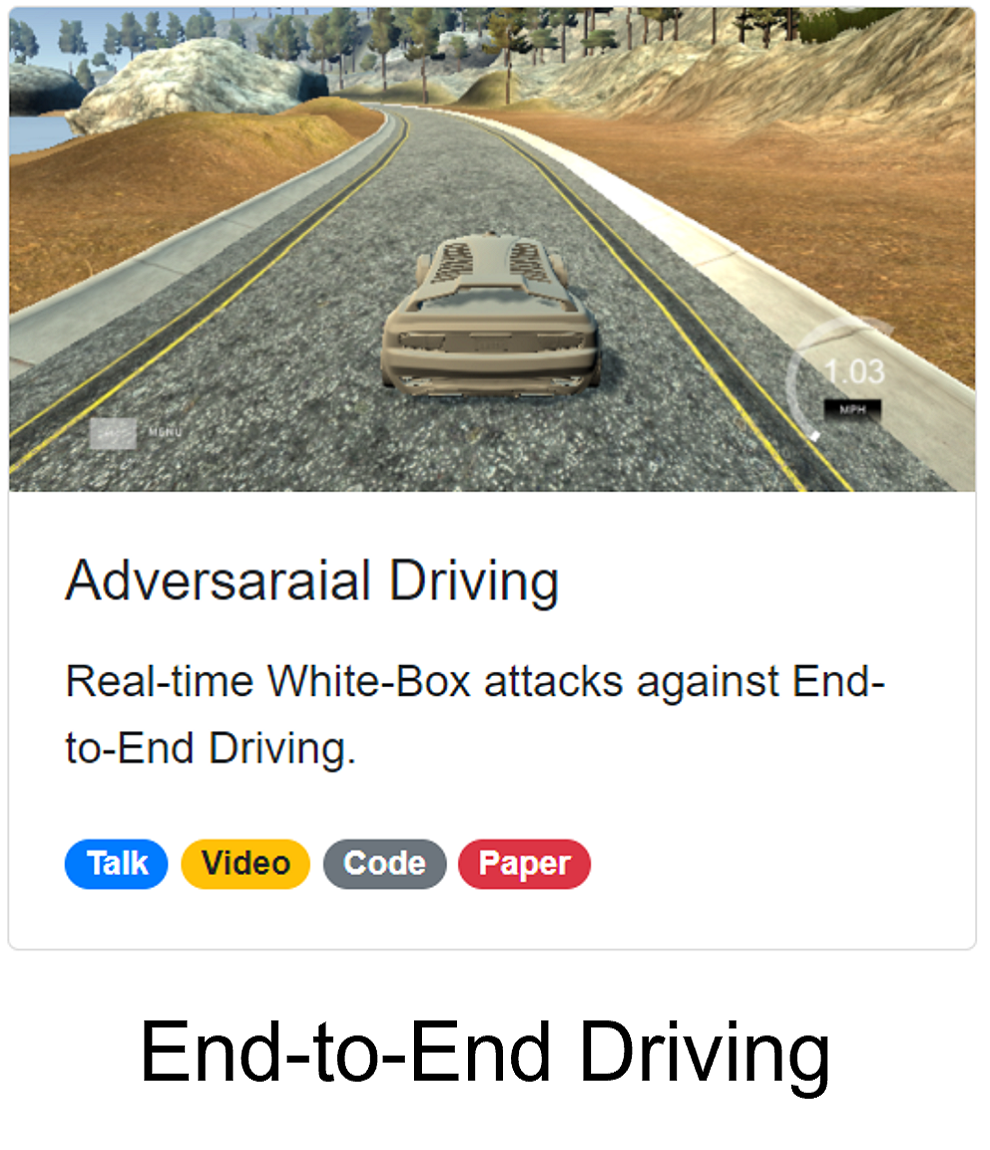 MENU
1.03
MPH
Adversaraial Driving
Real-time White-Box attacks against End-
to-End Driving.
Talk Video Code Paper
End-to-End Driving